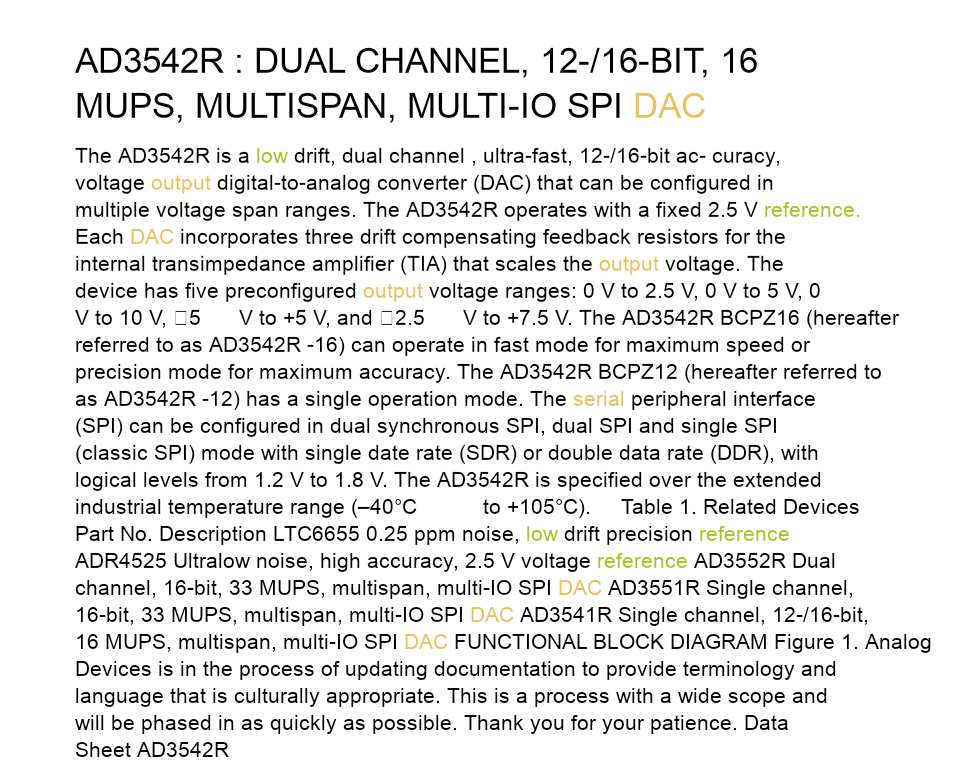 AD3542R : DUAL CHANNEL, 12-/16-BIT, 16
MUPS, MULTISPAN, MULTI-IO SPI DAC
The AD3542R is a low drift, dual channel , ultra-fast, 12-/16-bit ac- curacy,
voltage output digital-to-analog converter (DAC) that can be configured in
multiple voltage span ranges. The AD3542R operates with a fixed 2.5 V reference.
Each DAC incorporates three drift compensating feedback resistors for the
internal transimpedance amplifier (TIA) that scales the output voltage. The
device has five preconfigured output voltage ranges: 0 V to 2.5 V, 0 V to 5 V, 0
V to 10 V, □5 V to +5 V, and □2.5 V to +7.5 V. The AD3542R BCPZ16 (hereafter
referred to as AD3542R -16) can operate in fast mode for maximum speed or
precision mode for maximum accuracy. The AD3542R BCPZ12 (hereafter referred to
as AD3542R -12) has a single operation mode. The serial peripheral interface
(SPI) can be configured in dual synchronous SPI, dual SPI and single SPI
(classic SPI) mode with single date rate (SDR) or double data rate (DDR), with
logical levels from 1.2 V to 1.8 V. The AD3542R is specified over the extended
industrial temperature range (–40°C to +105°C). Table 1. Related Devices
Part No. Description LTC6655 0.25 ppm noise, low drift precision reference
ADR4525 Ultralow noise, high accuracy, 2.5 V voltage reference AD3552R Dual
channel, 16-bit, 33 MUPS, multispan, multi-IO SPI DAC AD3551R Single channel,
16-bit, 33 MUPS, multispan, multi-IO SPI DAC AD3541R Single channel, 12-/16-bit,
16 MUPS, multispan, multi-IO SPI DAC FUNCTIONAL BLOCK DIAGRAM Figure 1. Analog
Devices is in the process of updating documentation to provide terminology and
language that is culturally appropriate. This is a process with a wide scope and
will be phased in as quickly as possible. Thank you for your patience. Data
Sheet AD3542R